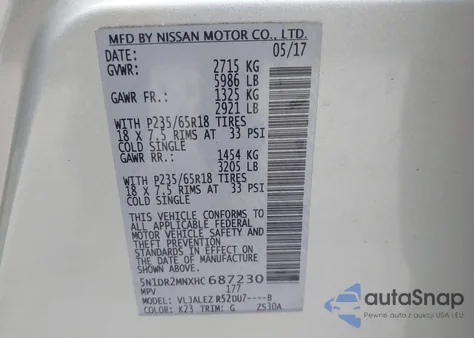 MFD BY NISSAN MOTOR CO., LTD.
DATE: 05/17
GVWR: 2715 KG
5986 LB
GAWR FR.: 1325 KG
2921 LB
WITH P235/65R18 TIRES
18 X 7.5 RIMS AT 33 PSI
COLD SINGLE
GAWR RR.: 1454 KG
3205 LB
WITH P235/65R18 TIRES
18 X 7.5 RIMS AT 33 PSI
COLD SINGLE
THIS VEHICLE CONFORMS TO
ALL APPLICABLE FEDERAL
MOTOR VEHICLE SAFETY
AND THEFT PREVENTION
STANDARDS IN EFFECT ON
THE DATE OF MANUFACTURE
SHOWN ABOVE.
5N1DR2MNXHC687230
MPV 177
MODEL: VLJALEZ R52DU7----B
COLOR: K23 TRIM: G ZS30A
autoSnap
Pewne auta z aukcji z USA i EU